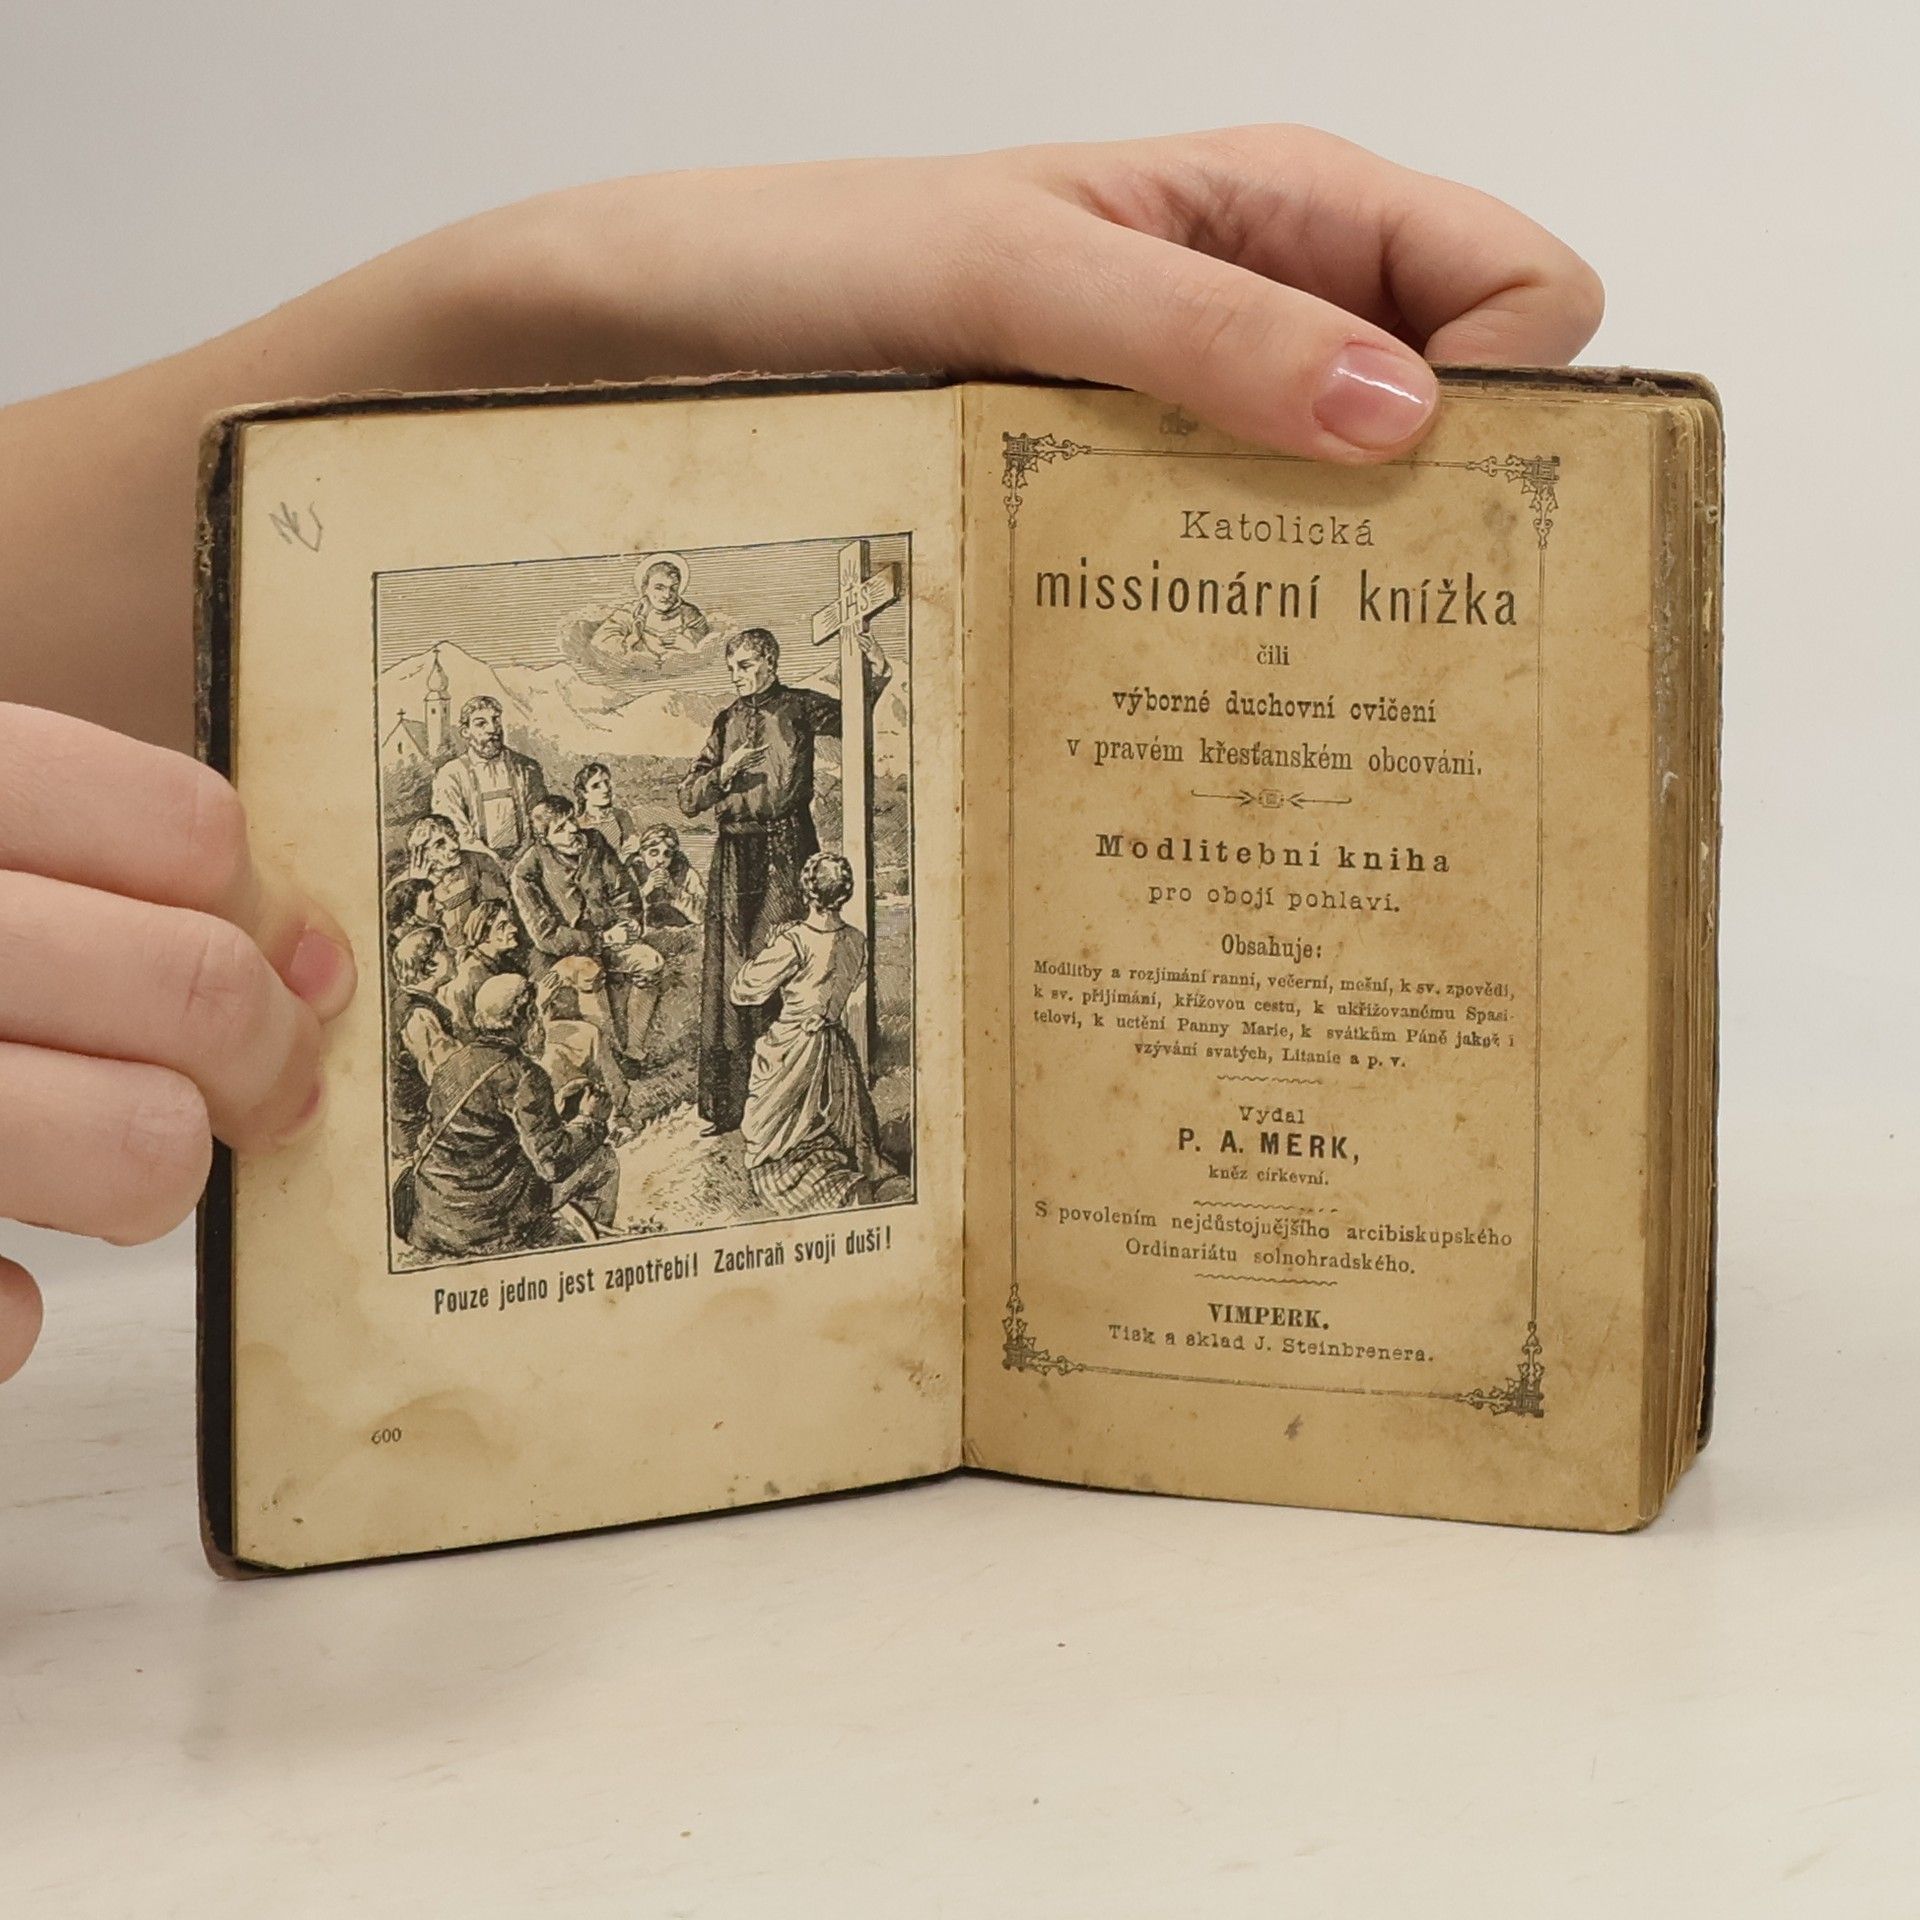 IHS
Pouze jedno jest zapotřebí! Zachraň svoji duši!
600
Katolická
missionární knížka
čili
výborné duchovní cvičení
v pravém křesťanském obcováni.
Modlitební kniha
pro obojí pohlaví.
Obsahuje:
Modlitby a rozjímání ranní, večerní, mešní, k sv. zpovědi,
k sv. přijímání, křížovou cestu, k ukřižovanému Spasi-
teloví, k uctění Panny Marie, k svátkům Páně jakož i
vzývání svatých, Litanie a p. v.
Vydal
P. A. MERK,
kněz církevní.
S povolením nejdůstojnějšího arcibiskupského
Ordinariátu solnohradského.
VIMPERK.
Tisk a sklad J. Steinbrenera.